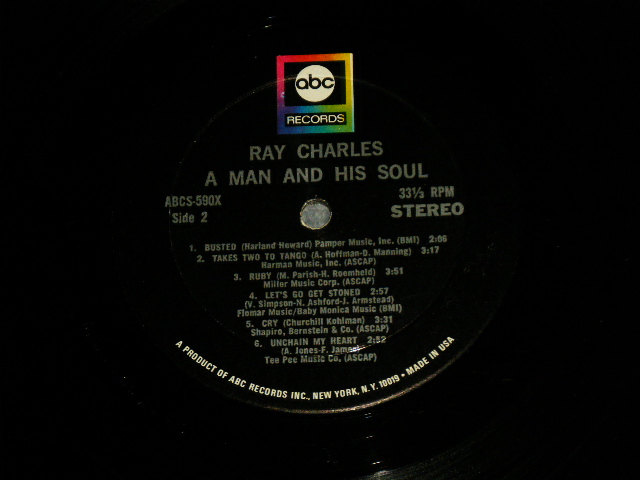 abc
RECORDS
RAY CHARLES
A MAN AND HIS SOUL
ABCS-590X
Side 2
33⅓ RPM
STEREO
1. BUSTED (Harland Howard) Pamper Music, Inc. (BMI) 2:06
2. TAKES TWO TO TANGO (A. Hoffman-D. Manning) 3:17
Harman Music, Inc. (ASCAP)
3. RUBY (M. Parish-H. Roemheld) 3:51
Miller Music Corp. (ASCAP)
4. LET'S GO GET STONED 2:57
(V. Simpson-N. Ashford-J. Armstead)
Flomar Music/Baby Monica Music (BMI)
5. CRY (Churchill Kohlman) 3:31
Shapiro, Bernstein & Co. (ASCAP)
6. UNCHAIN MY HEART 2:52
(A. Jones-F. James)
Tee Pee Music Co. (ASCAP)
A PRODUCT OF ABC RECORDS INC., NEW YORK, N.Y. 10019 • MADE IN USA